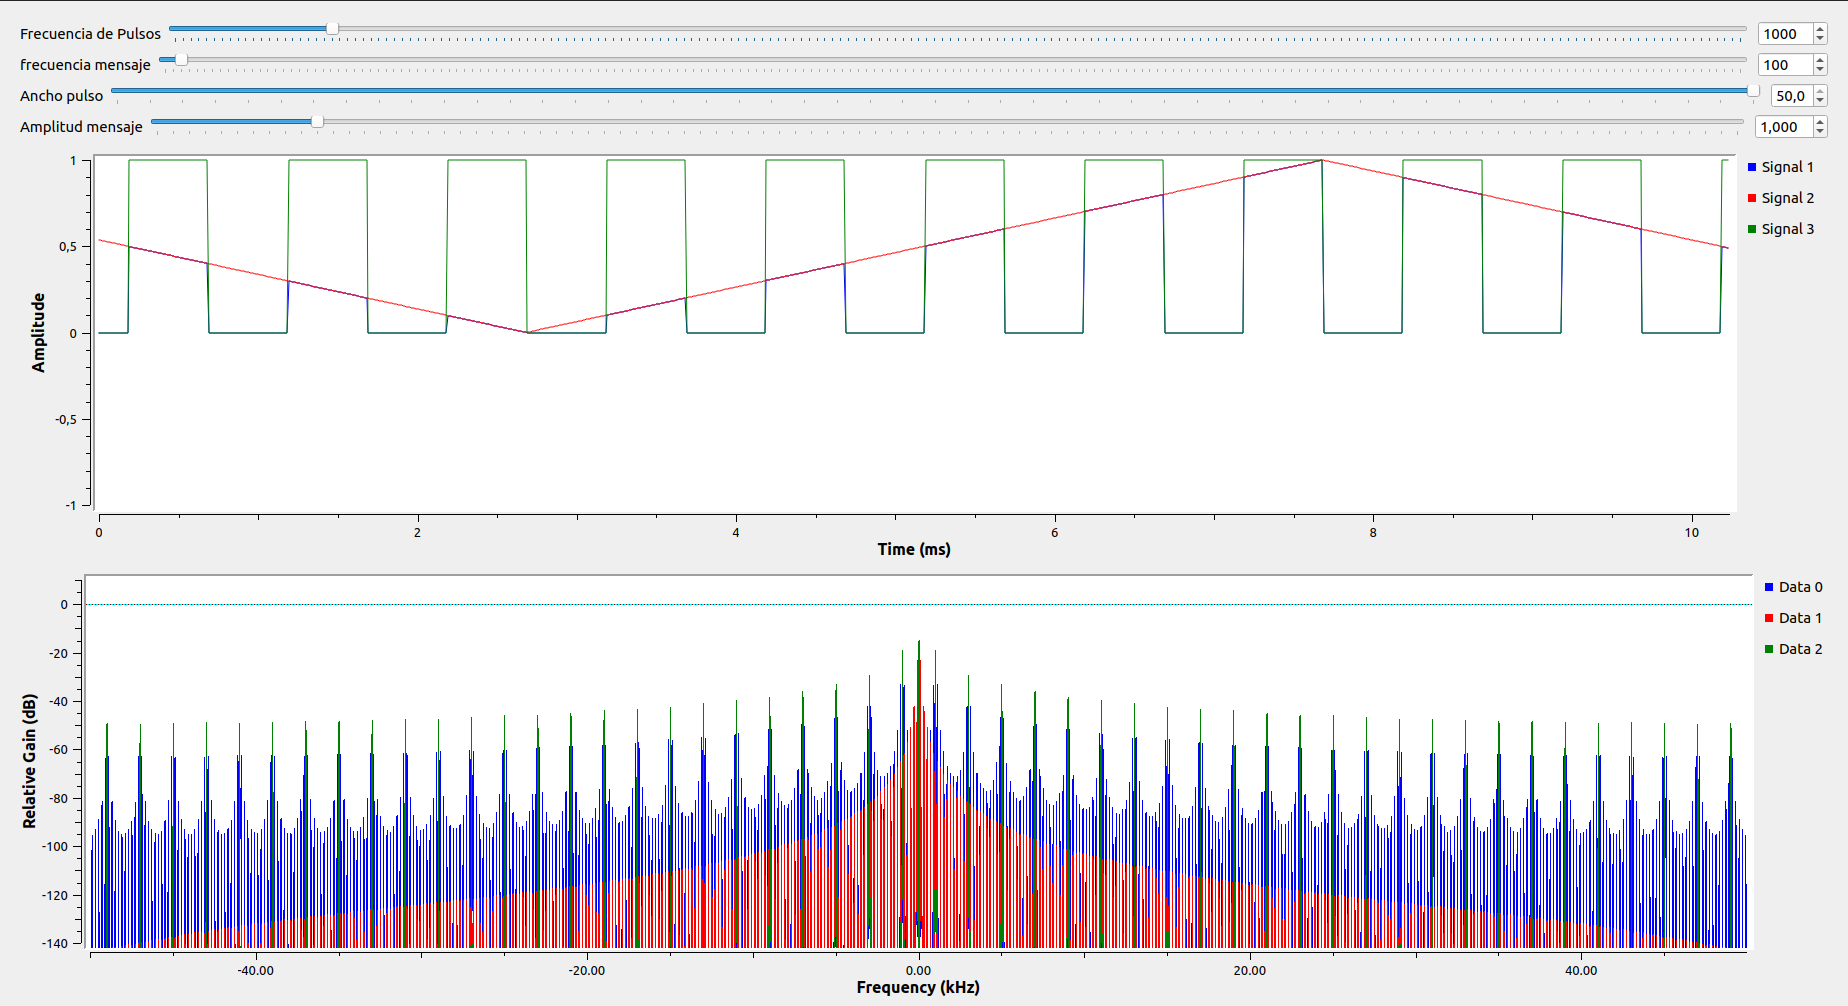 Frecuencia de Pulsos 1000
frecuencia mensaje 100
Ancho pulso 50,0
Amplitud mensaje 1,000
1
0,5
0
-0,5
-1
Amplitude
0 2 4 6 8 10
Time (ms)
Signal 1
Signal 2
Signal 3
0
-20
-40
-60
-80
-100
-120
-140
Relative Gain (dB)
-40.00 -20.00 0.00 20.00 40.00
Frequency (kHz)
Data 0
Data 1
Data 2